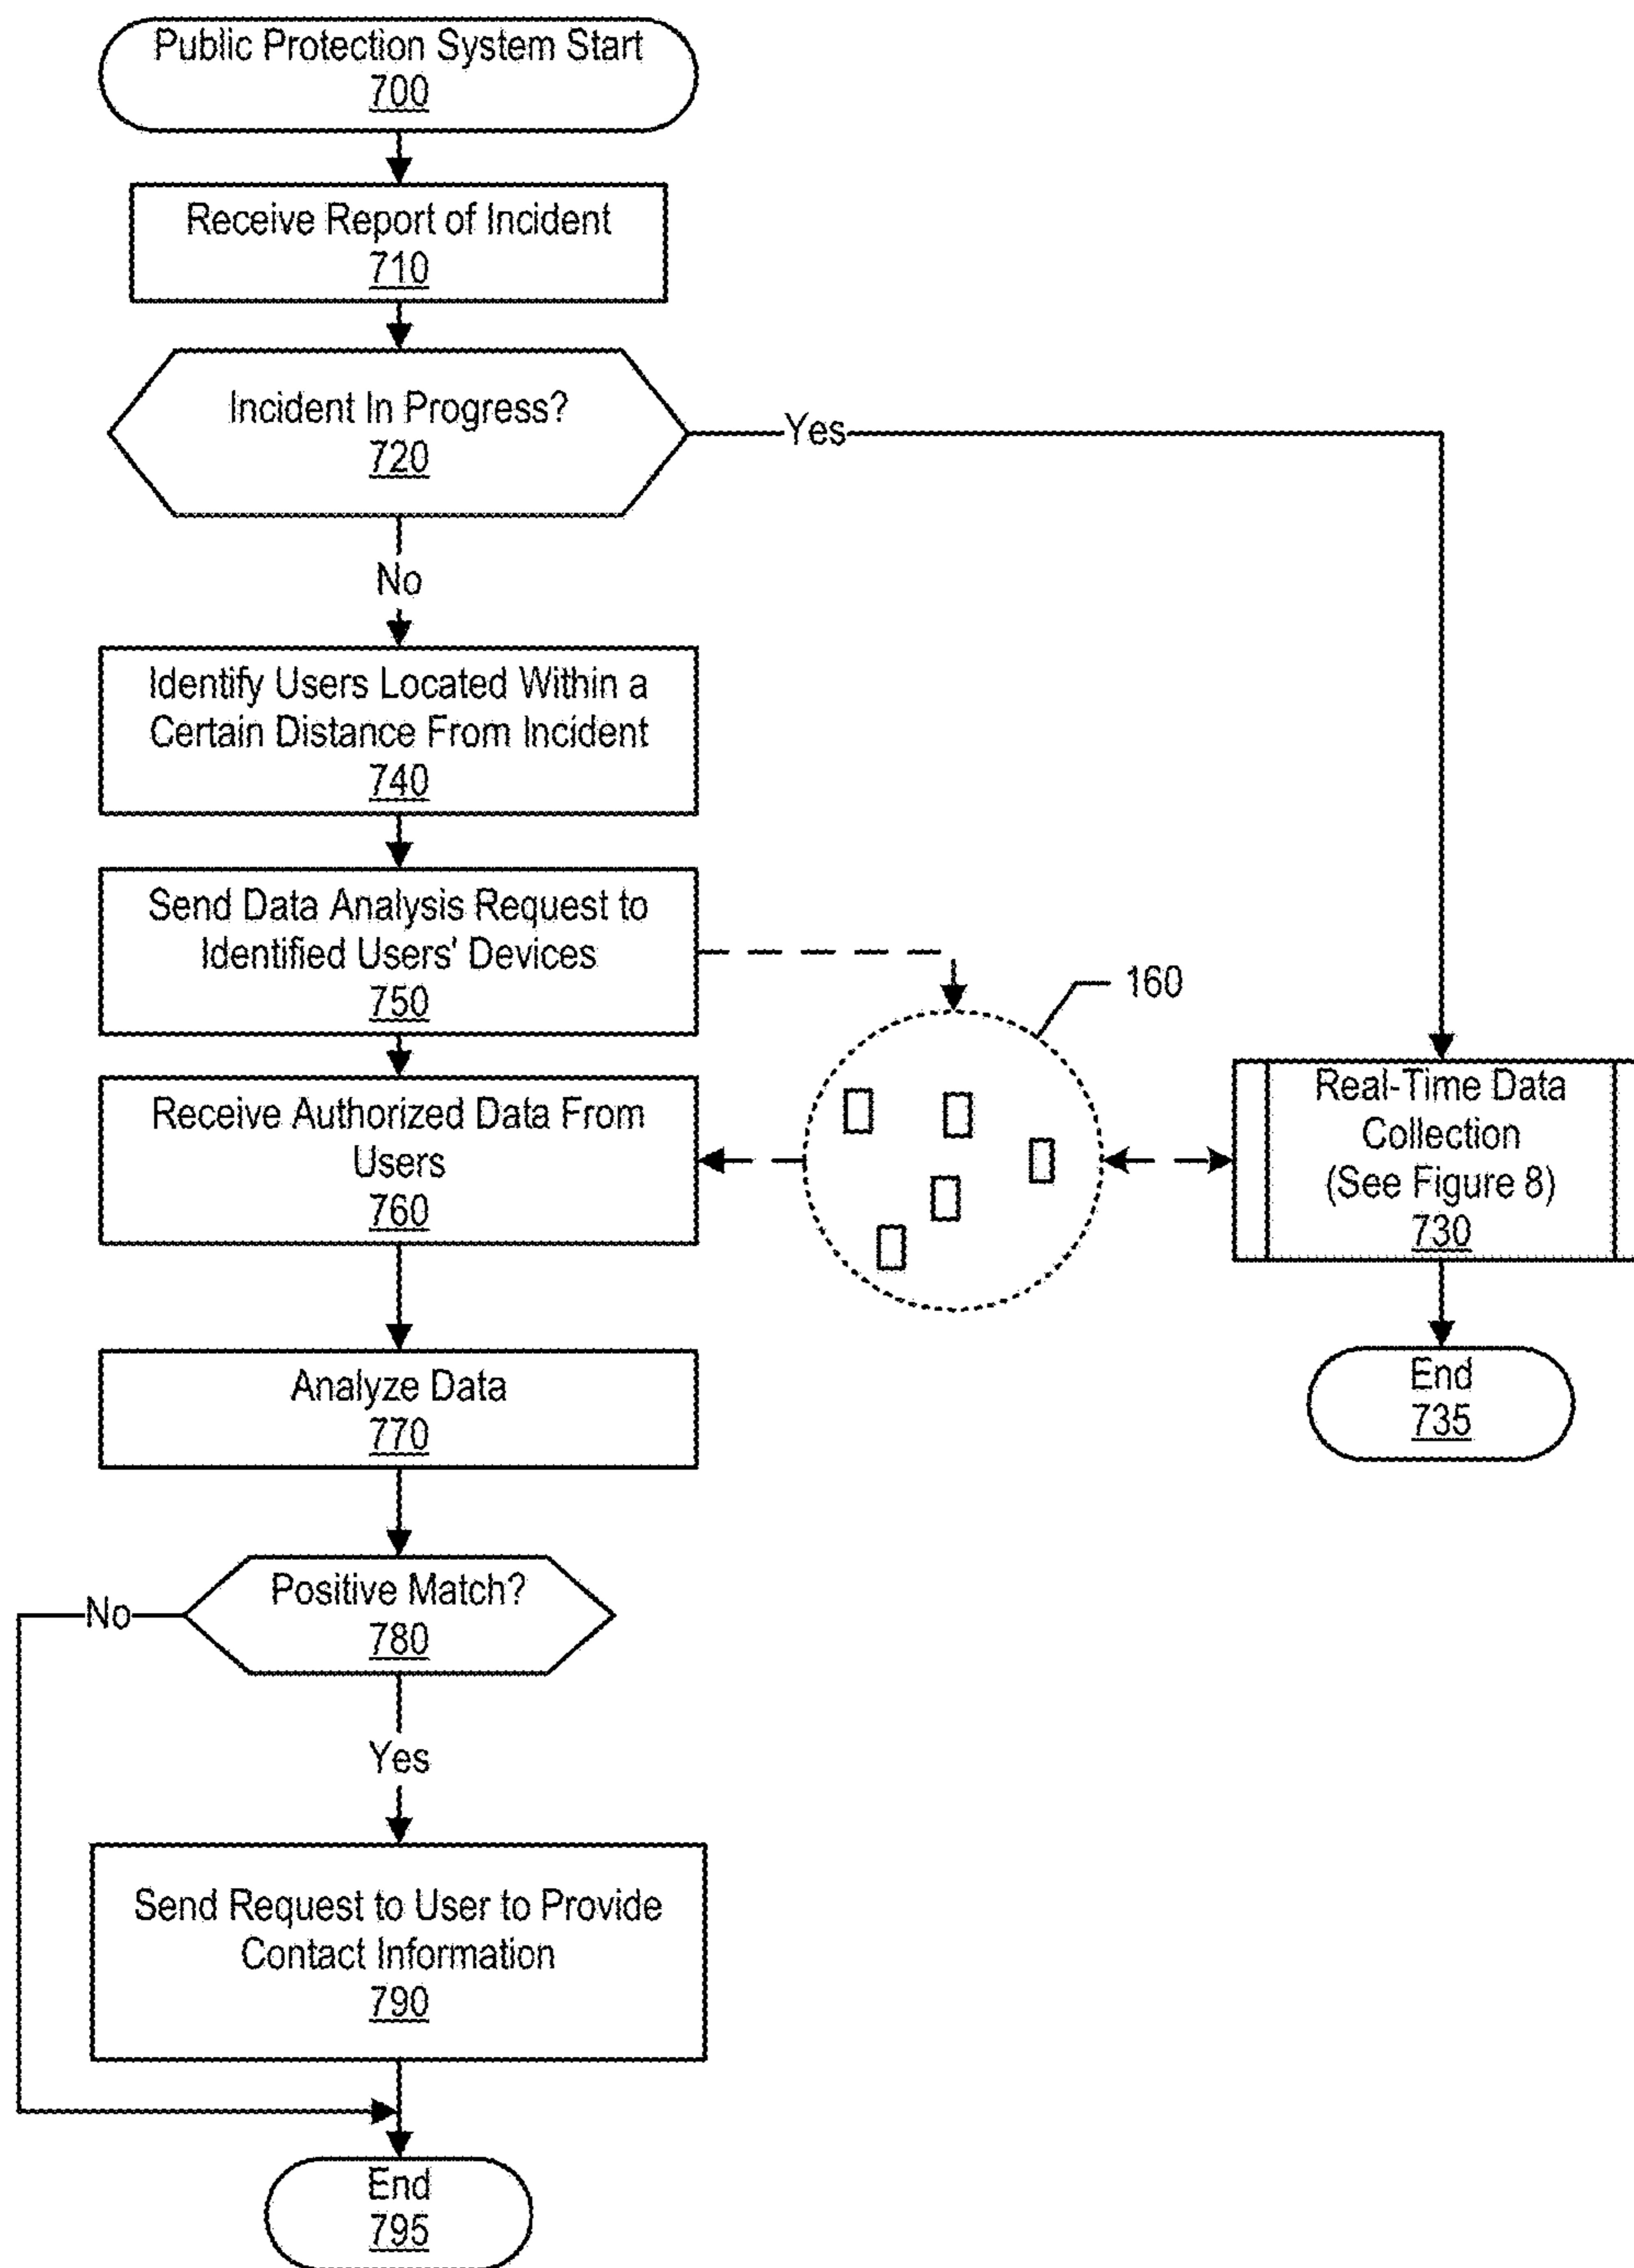 Public Protection System Start
700
Receive Report of Incident
710
Incident In Progress?
720
Yes
No
Identify Users Located Within a
Certain Distance From Incident
740
Send Data Analysis Request to
Identified Users' Devices
750
160
Receive Authorized Data From
Users
760
Real-Time Data
Collection
(See Figure 8)
730
End
735
Analyze Data
770
Positive Match?
780
No
Yes
Send Request to User to Provide
Contact Information
790
End
795